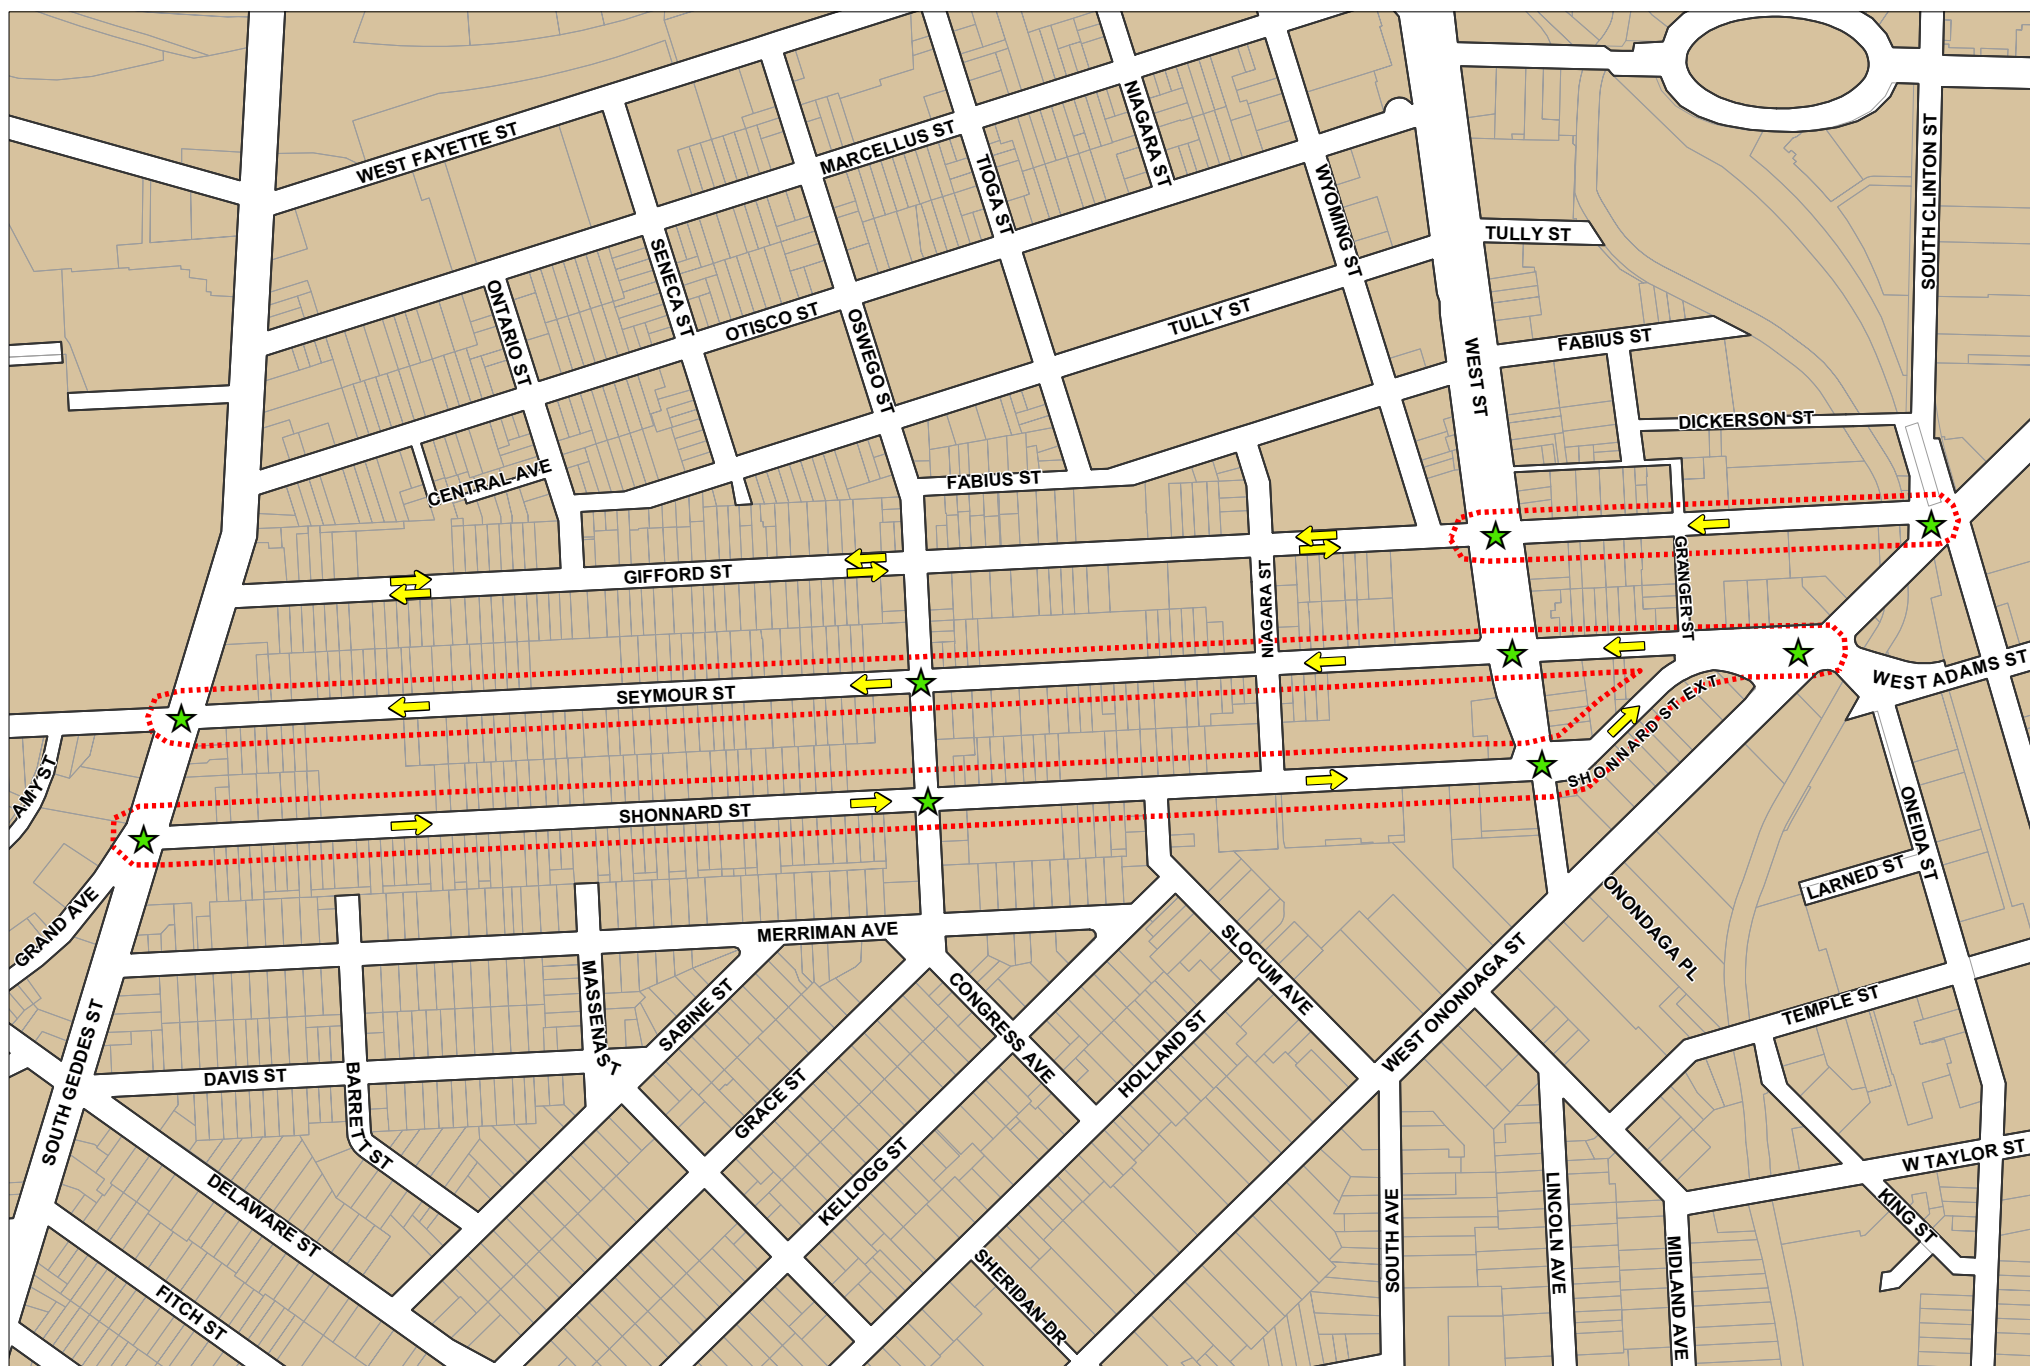 WEST FAYETTE ST
MARCELLUS ST
NIAGARA ST
TIOGA ST
WYOMING ST
SOUTH CLINTON ST
TULLY ST
SENECA ST
ONTARIO ST
OTISCO ST
OSWEGO ST
TULLY ST
WEST ST
FABIUS ST
DICKERSON ST
CENTRAL AVE
FABIUS ST
GIFFORD ST
NIAGARA ST
GRANGER ST
SEYMOUR ST
WEST ADAMS ST
SHONNARD ST EXT
AMY ST
SHONNARD ST
ONEIDA ST
LARNED ST
GRAND AVE
MERRIMAN AVE
ONONDAGA PL
SLOCUM AVE
WEST ONONDAGA ST
MASSENA ST
SABINE ST
CONGRESS AVE
HOLLAND ST
TEMPLE ST
SOUTH GEDDES ST
DAVIS ST
BARRETT ST
GRACE ST
KELLOGG ST
W TAYLOR ST
KING ST
DELAWARE ST
FITCH ST
SHERIDAN DR
SOUTH AVE
LINCOLN AVE
MIDLAND AVE